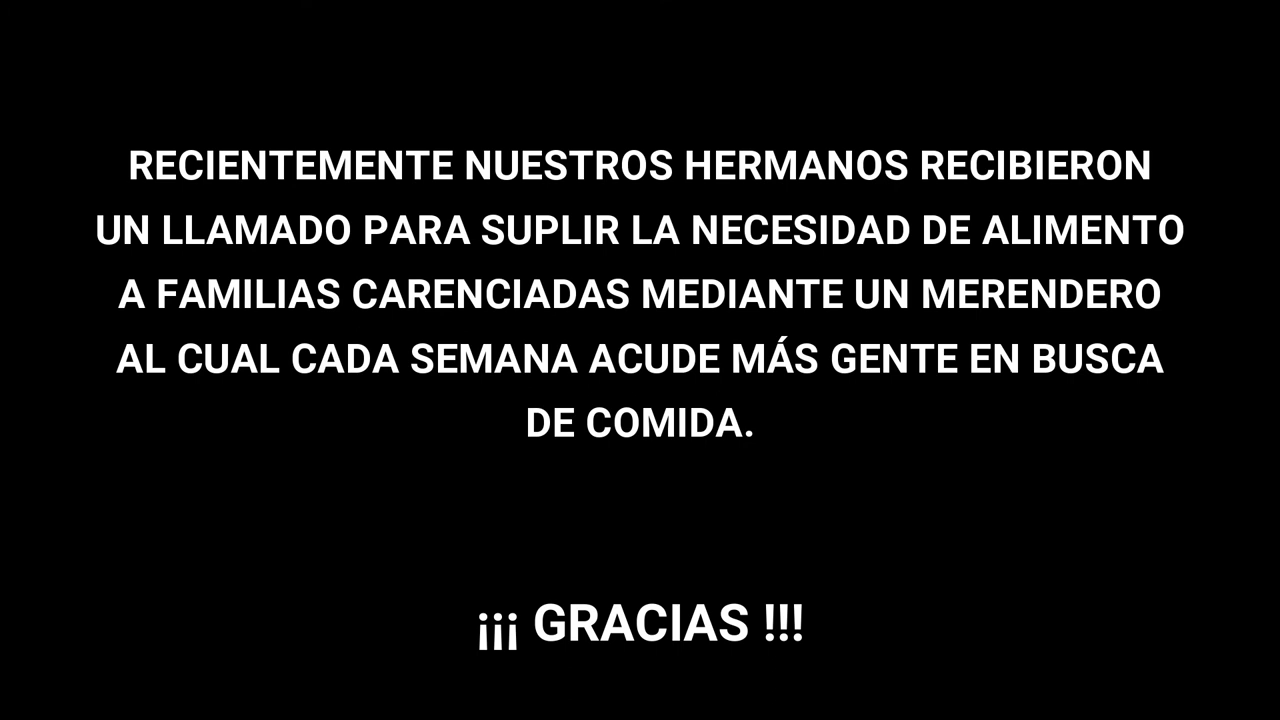 RECIENTEMENTE NUESTROS HERMANOS RECIBIERON
UN LLAMADO PARA SUPLIR LA NECESIDAD DE ALIMENTO
A FAMILIAS CARENCIADAS MEDIANTE UN MERENDERO
AL CUAL CADA SEMANA ACUDE MÁS GENTE EN BUSCA
DE COMIDA.
¡¡¡ GRACIAS !!!